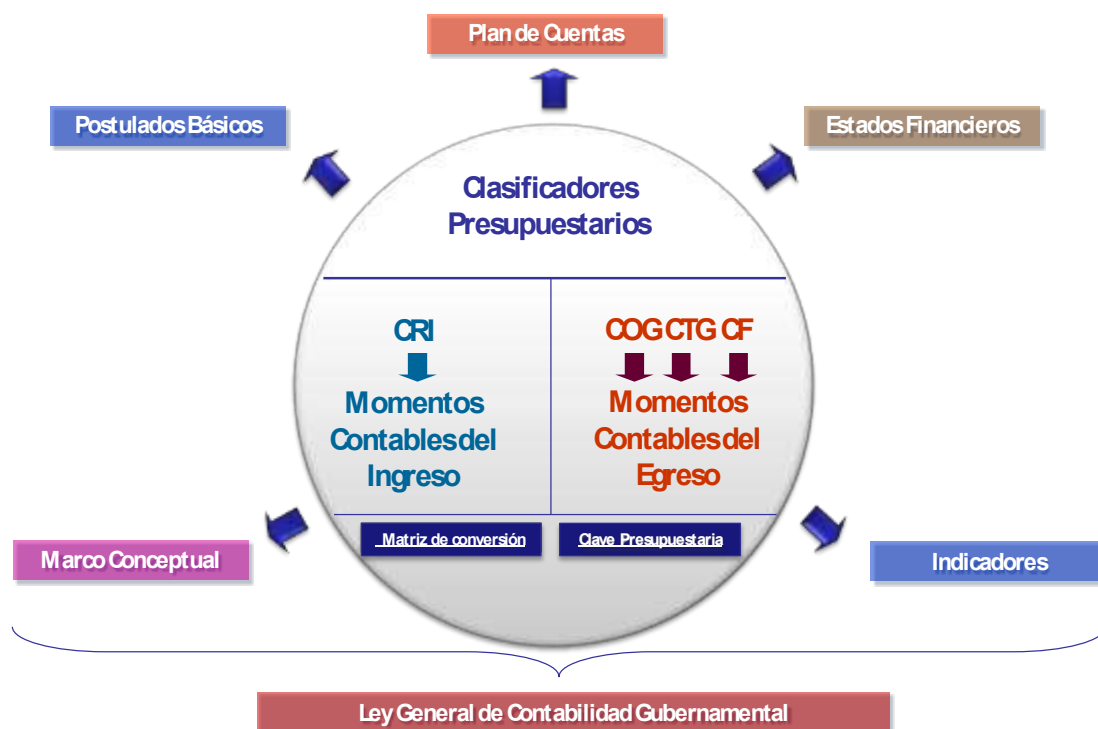 Plan de Cuentas
Postulados Básicos
Estados Financieros
Clasificadores
Presupuestarios
CRI
COG CTG CF
Momentos
Contables del
Ingreso
Momentos
Contables del
Egreso
Matriz de conversión
Clave Presupuestaria
Marco Conceptual
Indicadores
Ley General de Contabilidad Gubernamental